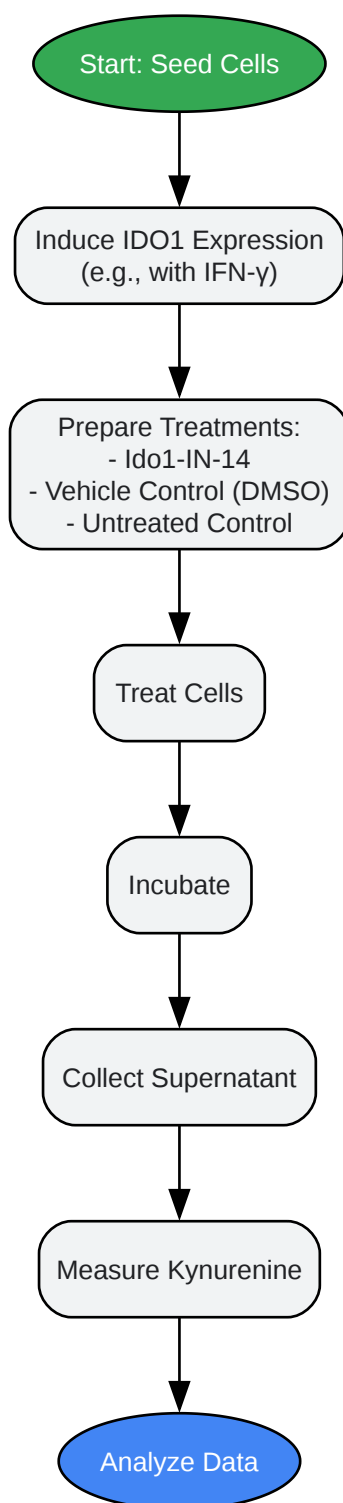 Start: Seed Cells
Induce IDO1 Expression
(e.g., with IFN-γ)
Prepare Treatments:
- Ido1-IN-14
- Vehicle Control (DMSO)
- Untreated Control
Treat Cells
Incubate
Collect Supernatant
Measure Kynurenine
Analyze Data